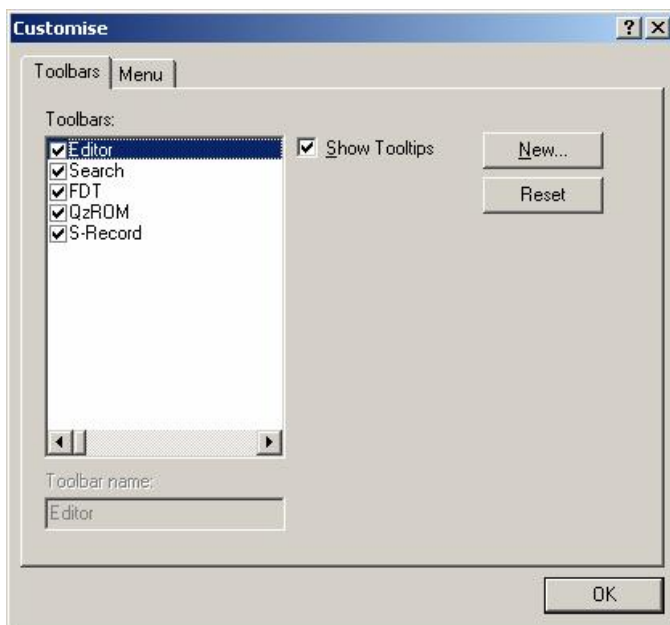 Customise
Toolbars
Menu
Toolbars:
Editor
Search
FDT
QzROM
S-Record
Show Tooltips
New...
Reset
Toolbar name:
Editor
OK